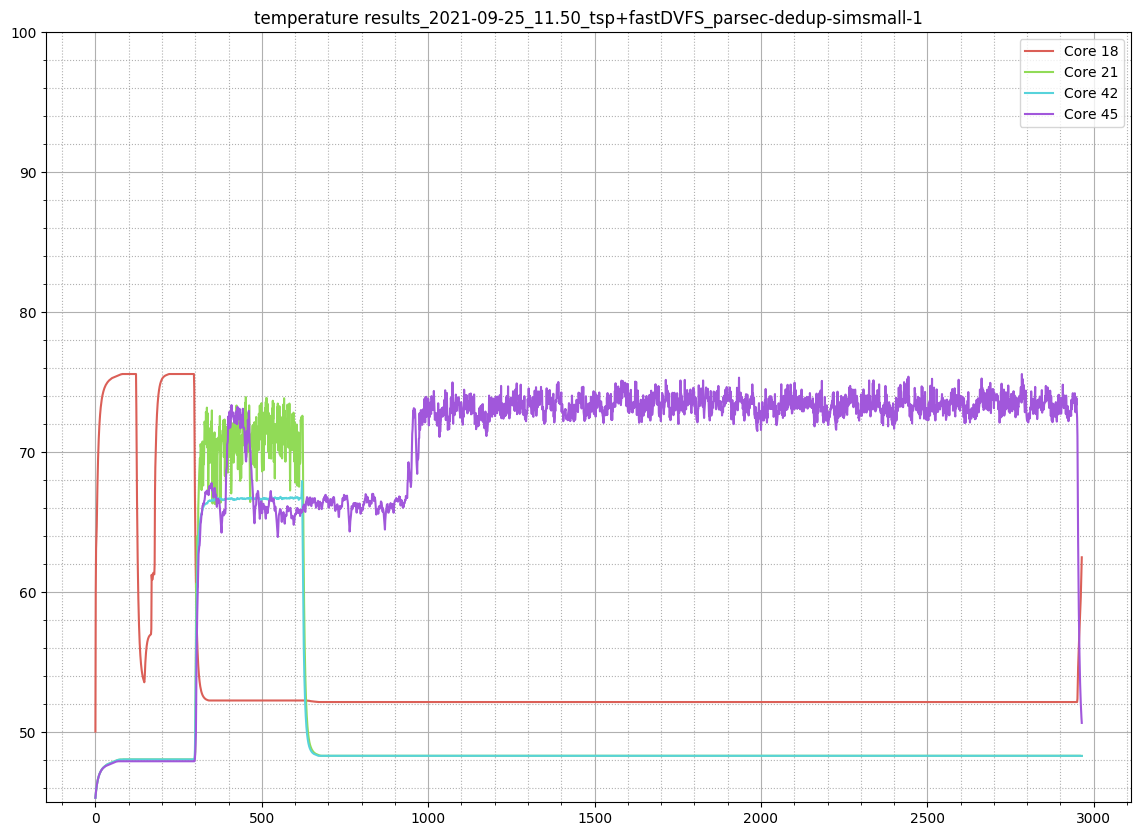 temperature results_2021-09-25_11.50_tsp+fastDVFS_parsec-dedup-simsmall-1
100
90
80
70
60
50
Core 18
Core 21
Core 42
Core 45
0 500 1000 1500 2000 2500 3000